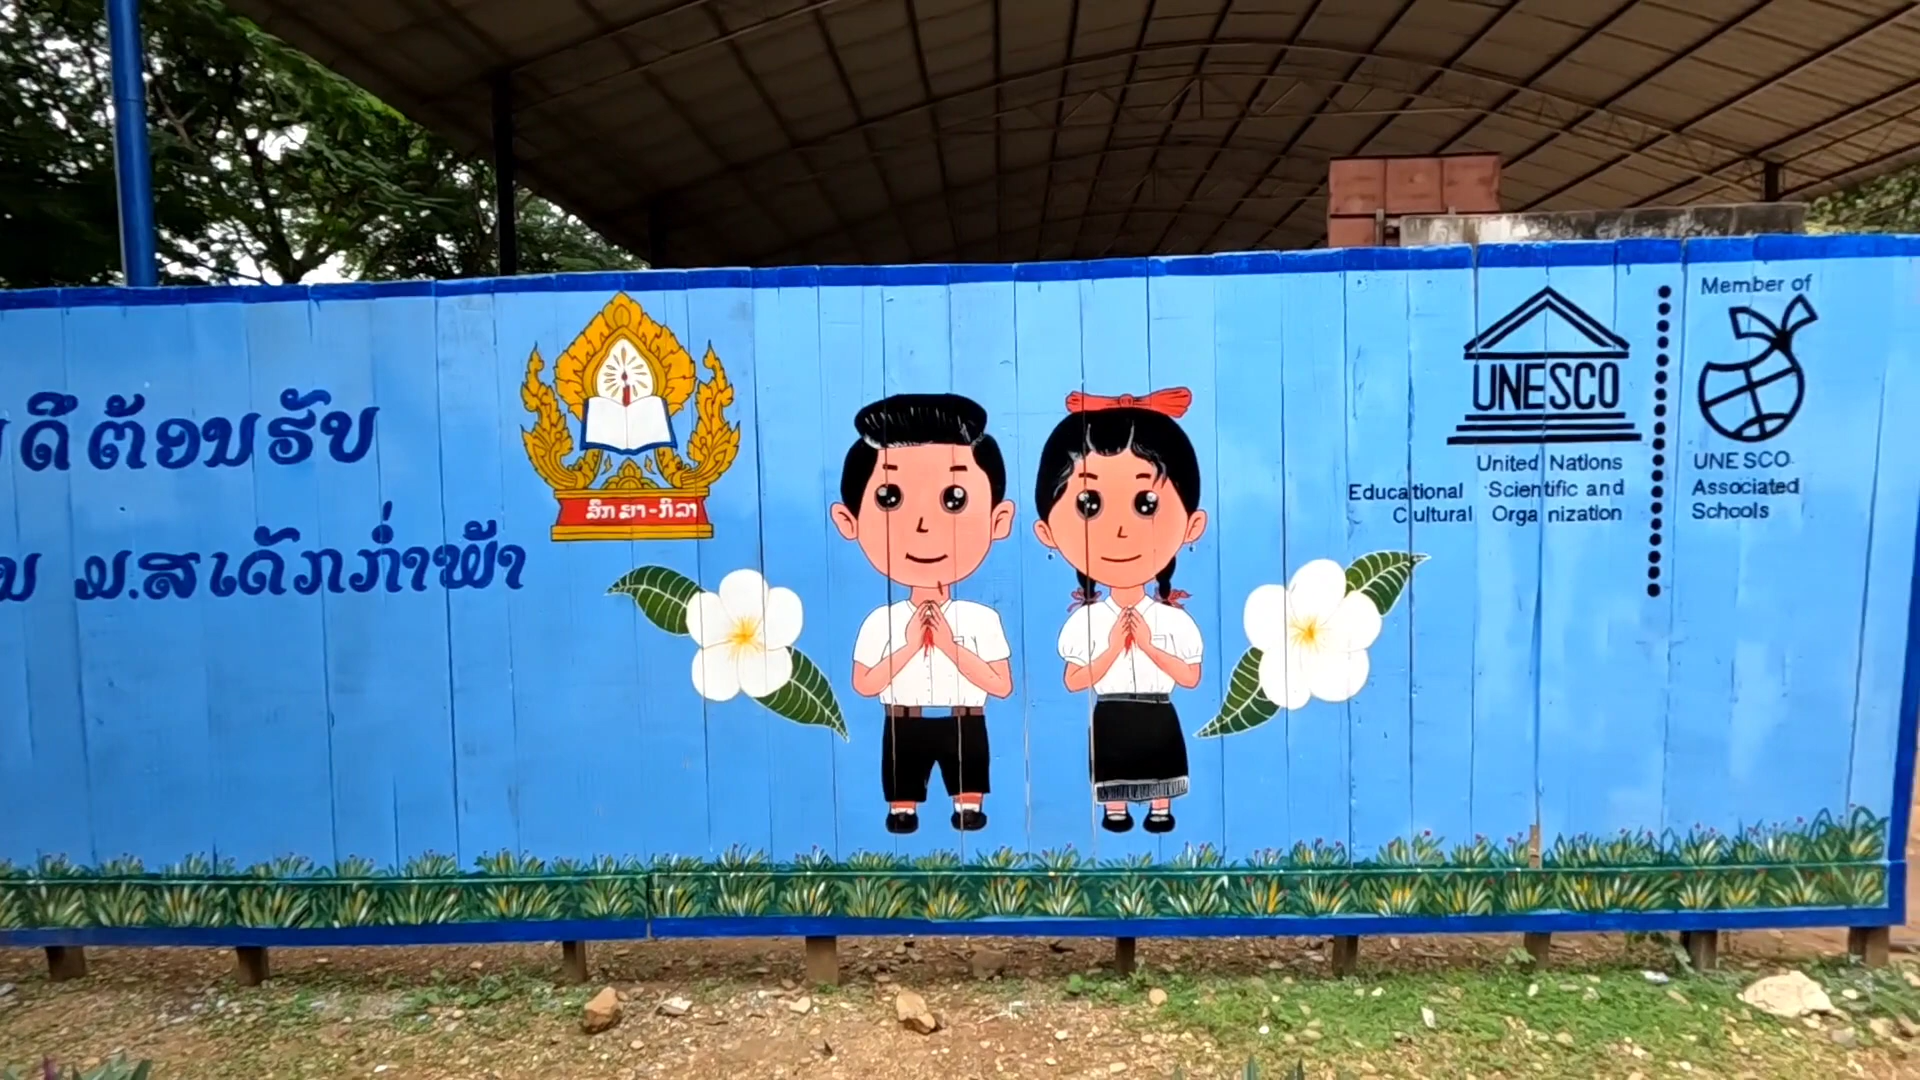 ດີຕ້ອນຮັບ
ມ.ສເດັກກຳພ້າ
ສຶກສາ-ກິລາ
UNESCO
United Nations
Educational Scientific and
Cultural Organization
Member of
UNESCO
Associated
Schools